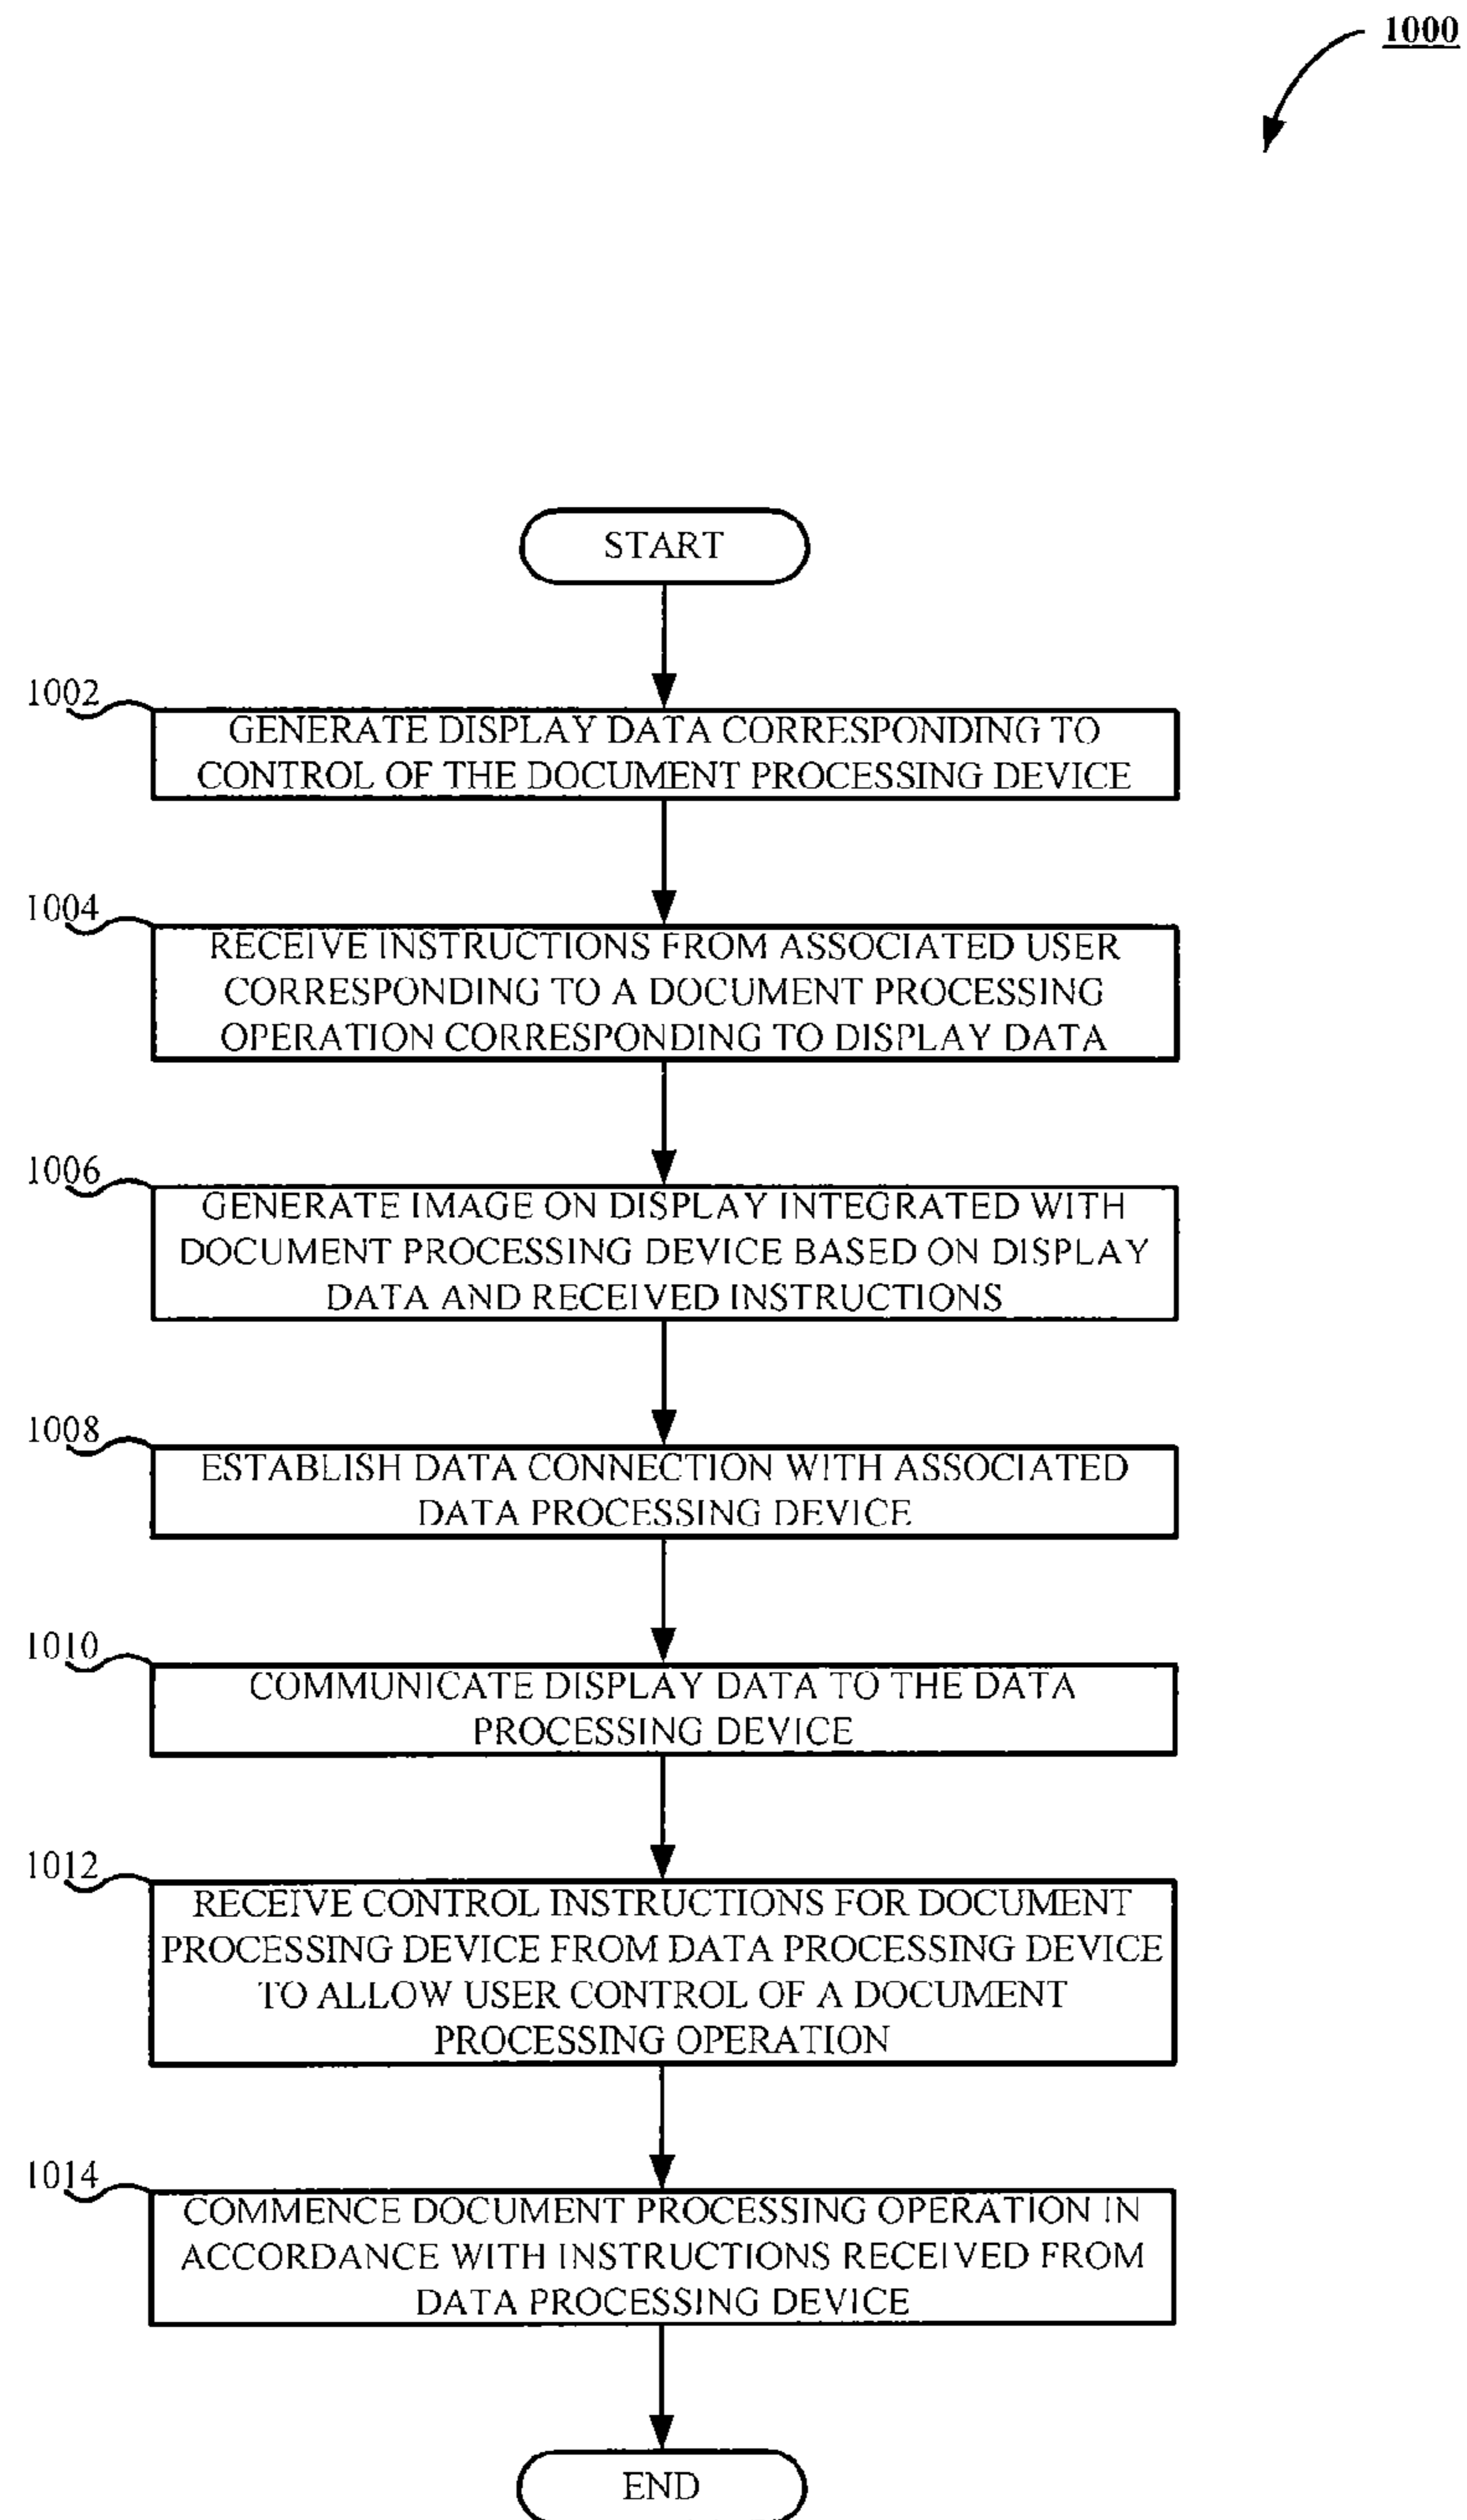 1000
START
1002
GENERATE DISPLAY DATA CORRESPONDING TO
CONTROL OF THE DOCUMENT PROCESSING DEVICE
1004
RECEIVE INSTRUCTIONS FROM ASSOCIATED USER
CORRESPONDING TO A DOCUMENT PROCESSING
OPERATION CORRESPONDING TO DISPLAY DATA
1006
GENERATE IMAGE ON DISPLAY INTEGRATED WITH
DOCUMENT PROCESSING DEVICE BASED ON DISPLAY
DATA AND RECEIVED INSTRUCTIONS
1008
ESTABLISH DATA CONNECTION WITH ASSOCIATED
DATA PROCESSING DEVICE
1010
COMMUNICATE DISPLAY DATA TO THE DATA
PROCESSING DEVICE
1012
RECEIVE CONTROL INSTRUCTIONS FOR DOCUMENT
PROCESSING DEVICE FROM DATA PROCESSING DEVICE
TO ALLOW USER CONTROL OF A DOCUMENT
PROCESSING OPERATION
1014
COMMENCE DOCUMENT PROCESSING OPERATION IN
ACCORDANCE WITH INSTRUCTIONS RECEIVED FROM
DATA PROCESSING DEVICE
END